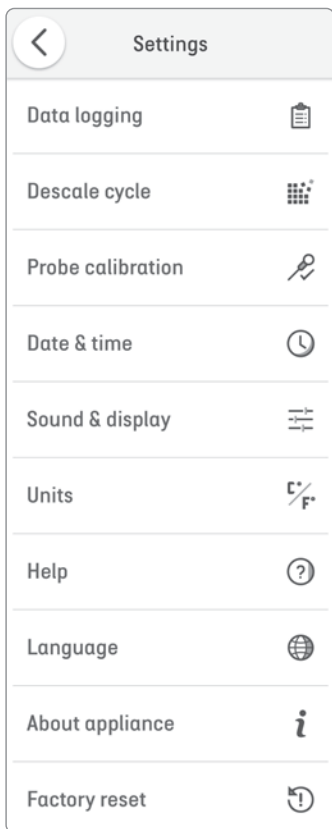 Settings
Data logging
Descale cycle
Probe calibration
Date & time
Sound & display
Units
C°/F°
Help
Language
About appliance
Factory reset